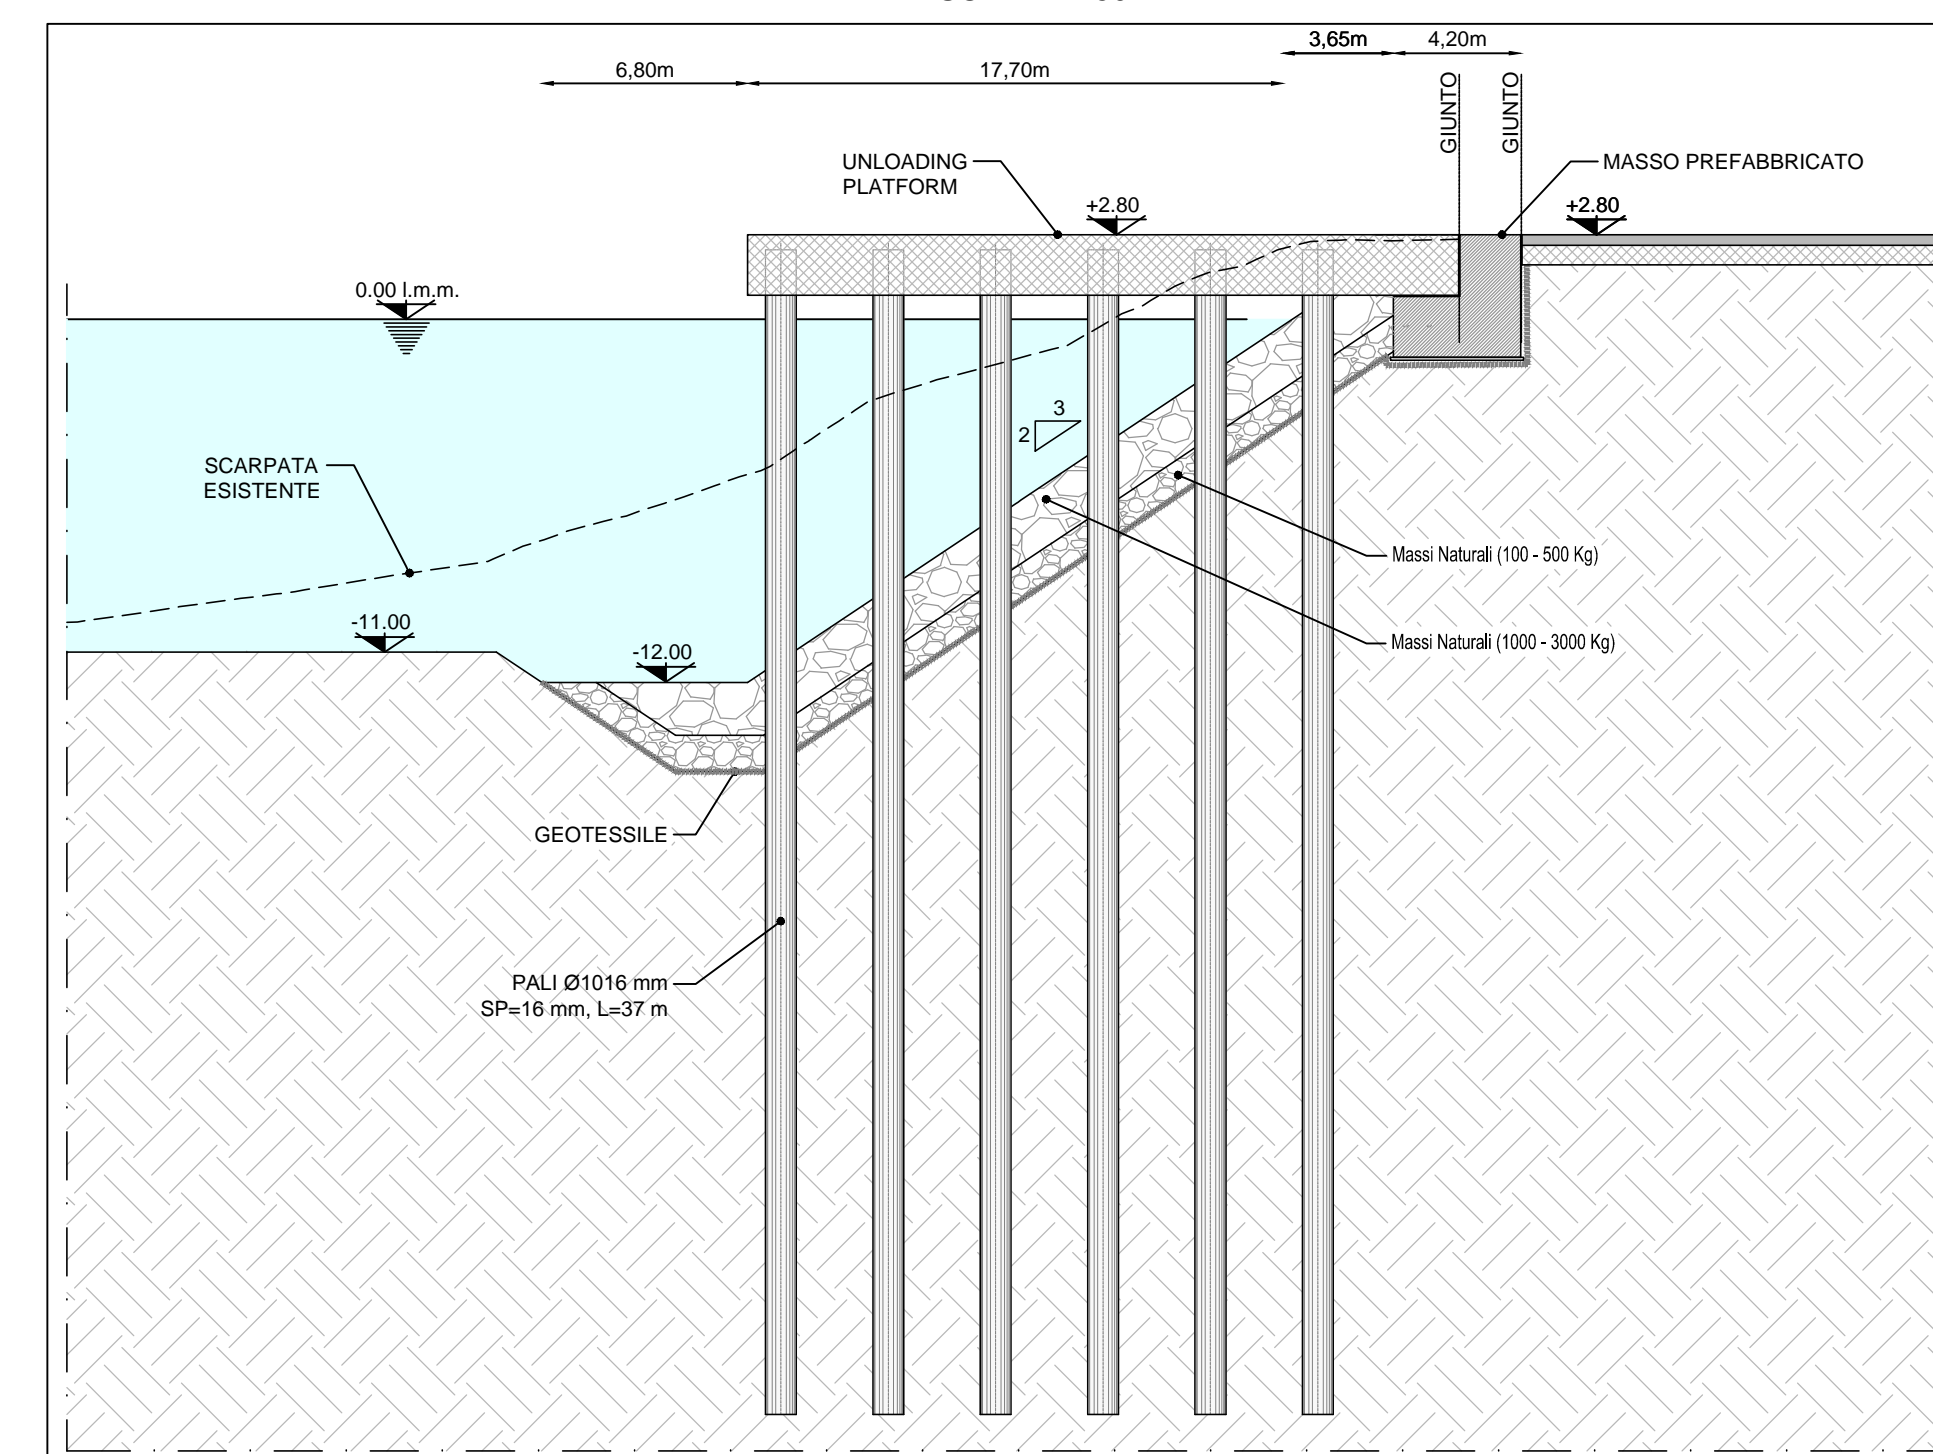 3,65m
4,20m
6,80m
17,70m
GIUNTO
GIUNTO
UNLOADING
PLATFORM
MASSO PREFABBRICATO
+2.80
+2.80
0.00 l.m.m.
3
2
SCARPATA
ESISTENTE
Massi Naturali (100 - 500 Kg)
-11.00
-12.00
Massi Naturali (1000 - 3000 Kg)
GEOTESSILE
PALI Ø1016 mm
SP=16 mm, L=37 m